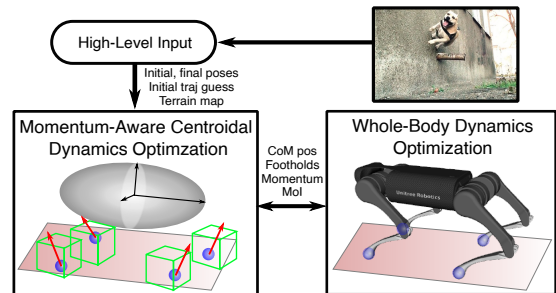 High-Level Input
Initial, final poses
Initial traj guess
Terrain map
Momentum-Aware Centroidal
Dynamics Optimzation
CoM pos
Footholds
Momentum
MoI
Whole-Body Dynamics
Optimization
Unitree Robotics